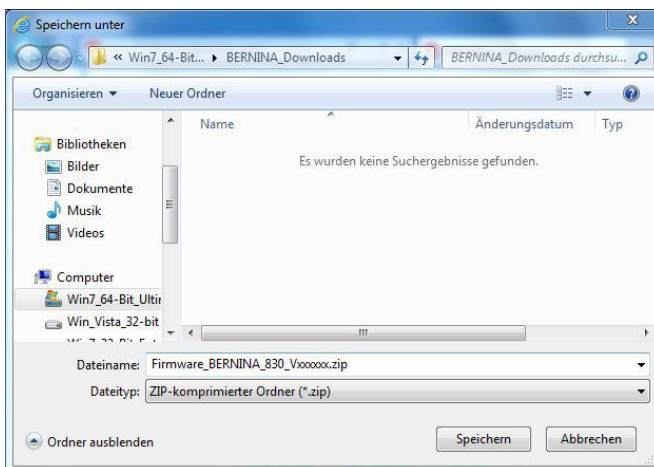 Speichern unter
« Win7_64-Bit... ▸ BERNINA_Downloads
BERNINA_Downloads durchsu...
Organisieren
Neuer Ordner
Name
Änderungsdatum
Typ
Es wurden keine Suchergebnisse gefunden.
Bibliotheken
Bilder
Dokumente
Musik
Videos
Computer
Win7_64-Bit_Ultir
Win_Vista_32-bit
Dateiname: Firmware_BERNINA_830_Vxxxxxx.zip
Dateityp: ZIP-komprimierter Ordner (*.zip)
Ordner ausblenden
Speichern
Abbrechen